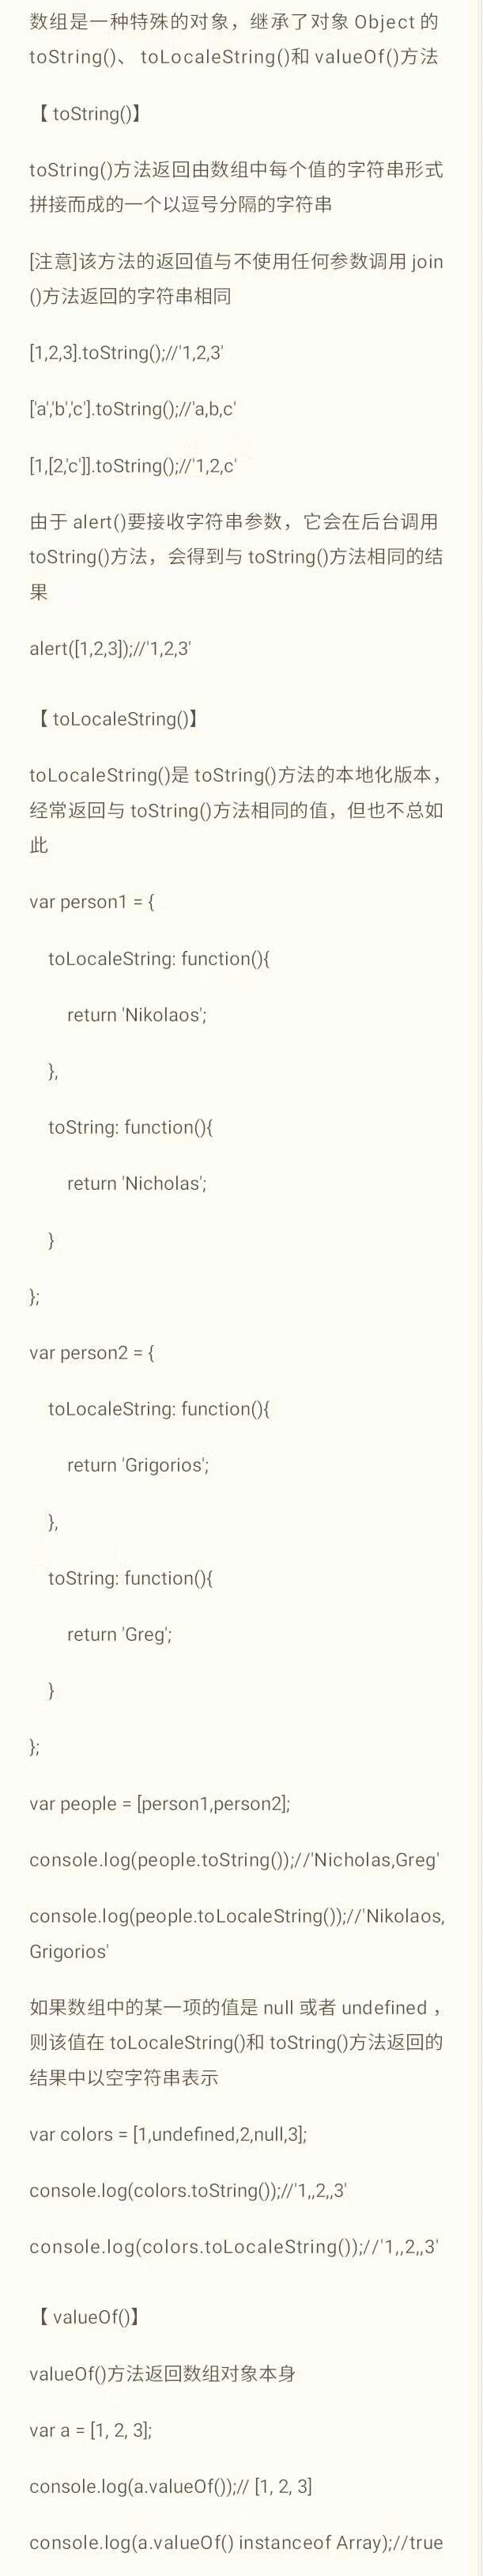 数组是一种特殊的对象，继承了对象 Object 的
toString()、 toLocaleString()和 valueOf()方法
【 toString()】
toString()方法返回由数组中每个值的字符串形式
拼接而成的一个以逗号分隔的字符串
[注意]该方法的返回值与不使用任何参数调用 join
()方法返回的字符串相同
[1,2,3].toString();//'1,2,3'
['a','b','c'].toString();//'a,b,c'
[1,[2,'c']].toString();//'1,2,c'
由于 alert()要接收字符串参数，它会在后台调用
toString()方法，会得到与 toString()方法相同的结
果
alert([1,2,3]);//'1,2,3'
【 toLocaleString()】
toLocaleString()是 toString()方法的本地化版本，
经常返回与 toString()方法相同的值，但也不总如
此
var person1 = {
toLocaleString: function(){
return 'Nikolaos';
},
toString: function(){
return 'Nicholas';
}
};
var person2 = {
toLocaleString: function(){
return 'Grigorios';
},
toString: function(){
return 'Greg';
}
};
var people = [person1,person2];
console.log(people.toString());//'Nicholas,Greg'
console.log(people.toLocaleString());//'Nikolaos,
Grigorios'
如果数组中的某一项的值是 null 或者 undefined ，
则该值在 toLocaleString()和 toString()方法返回的
结果中以空字符串表示
var colors = [1,undefined,2,null,3];
console.log(colors.toString());//'1,,2,,3'
console.log(colors.toLocaleString());//'1,,2,,3'
【 valueOf()】
valueOf()方法返回数组对象本身
var a = [1, 2, 3];
console.log(a.valueOf());// [1, 2, 3]
console.log(a.valueOf() instanceof Array);//true